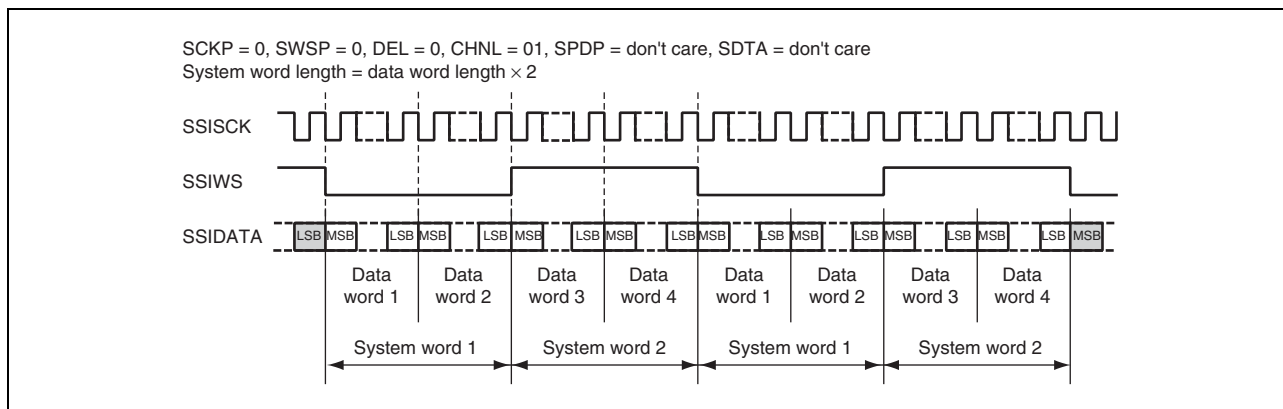 SCKP = 0, SWSP = 0, DEL = 0, CHNL = 01, SPDP = don't care, SDTA = don't care
System word length = data word length × 2
SSISCK
SSIWS
SSIDATA
LSB MSB LSB MSB LSB MSB LSB MSB LSB MSB LSB MSB LSB MSB LSB MSB LSB MSB
Data word 1
Data word 2
Data word 3
Data word 4
Data word 1
Data word 2
Data word 3
Data word 4
System word 1 System word 2 System word 1 System word 2